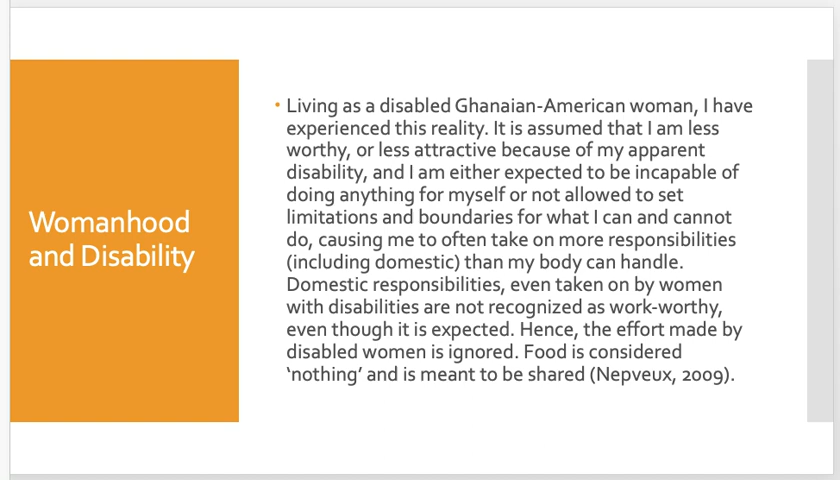 Womanhood
and Disability
• Living as a disabled Ghanaian-American woman, I have
experienced this reality. It is assumed that I am less
worthy, or less attractive because of my apparent
disability, and I am either expected to be incapable of
doing anything for myself or not allowed to set
limitations and boundaries for what I can and cannot
do, causing me to often take on more responsibilities
(including domestic) than my body can handle.
Domestic responsibilities, even taken on by women
with disabilities are not recognized as work-worthy,
even though it is expected. Hence, the effort made by
disabled women is ignored. Food is considered
‘nothing’ and is meant to be shared (Nepveux, 2009).